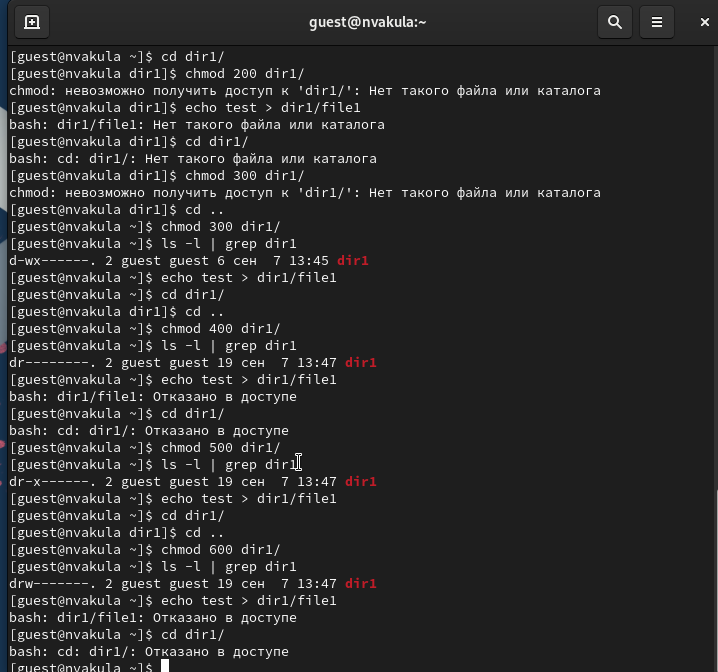 guest@nvakula:~
[guest@nvakula ~]$ cd dir1/
[guest@nvakula dir1]$ chmod 200 dir1/
chmod: невозможно получить доступ к 'dir1/': Нет такого файла или каталога
[guest@nvakula dir1]$ echo test > dir1/file1
bash: dir1/file1: Нет такого файла или каталога
[guest@nvakula dir1]$ cd dir1/
bash: cd: dir1/: Нет такого файла или каталога
[guest@nvakula dir1]$ chmod 300 dir1/
chmod: невозможно получить доступ к 'dir1/': Нет такого файла или каталога
[guest@nvakula dir1]$ cd ..
[guest@nvakula ~]$ chmod 300 dir1/
[guest@nvakula ~]$ ls -l | grep dir1
d-wx------. 2 guest guest 6 сен  7 13:45 dir1
[guest@nvakula ~]$ echo test > dir1/file1
[guest@nvakula ~]$ cd dir1/
[guest@nvakula dir1]$ cd ..
[guest@nvakula ~]$ chmod 400 dir1/
[guest@nvakula ~]$ ls -l | grep dir1
dr--------. 2 guest guest 19 сен  7 13:47 dir1
[guest@nvakula ~]$ echo test > dir1/file1
bash: dir1/file1: Отказано в доступе
[guest@nvakula ~]$ cd dir1/
bash: cd: dir1/: Отказано в доступе
[guest@nvakula ~]$ chmod 500 dir1/
[guest@nvakula ~]$ ls -l | grep dir1
dr-x------. 2 guest guest 19 сен  7 13:47 dir1
[guest@nvakula ~]$ echo test > dir1/file1
[guest@nvakula ~]$ cd dir1/
[guest@nvakula dir1]$ cd ..
[guest@nvakula ~]$ chmod 600 dir1/
[guest@nvakula ~]$ ls -l | grep dir1
drw-------. 2 guest guest 19 сен  7 13:47 dir1
[guest@nvakula ~]$ echo test > dir1/file1
bash: dir1/file1: Отказано в доступе
[guest@nvakula ~]$ cd dir1/
bash: cd: dir1/: Отказано в доступе
[guest@nvakula ~]$